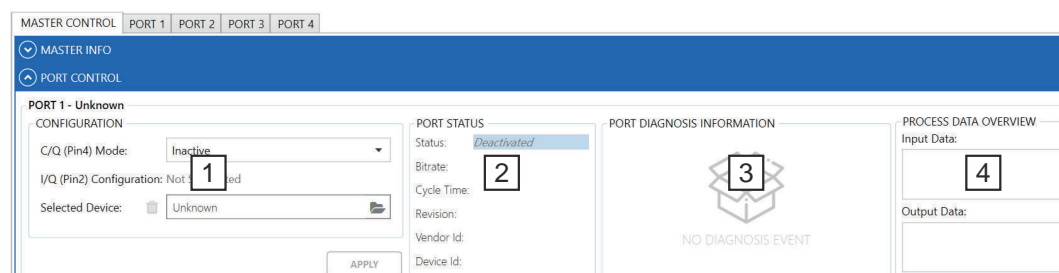 MASTER CONTROL PORT 1 PORT 2 PORT 3 PORT 4
MASTER INFO
PORT CONTROL
PORT 1 - Unknown
CONFIGURATION
C/Q (Pin4) Mode: Inactive
I/Q (Pin2) Configuration: Not
Selected Device: Unknown
APPLY
1
PORT STATUS
Status: Deactivated
Bitrate:
Cycle Time:
Revision:
Vendor Id:
Device Id:
2
PORT DIAGNOSIS INFORMATION
3
NO DIAGNOSIS EVENT
PROCESS DATA OVERVIEW
Input Data:
4
Output Data: